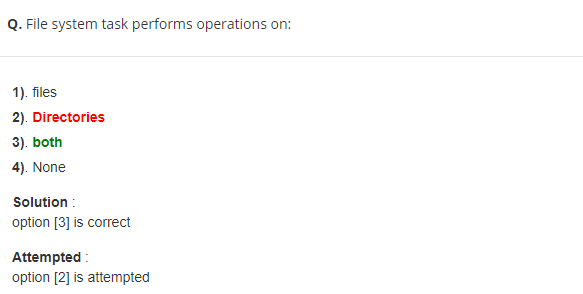 Q. File system task performs operations on:
1). files
2). Directories
3). both
4). None
Solution :
option [3] is correct
Attempted :
option [2] is attempted